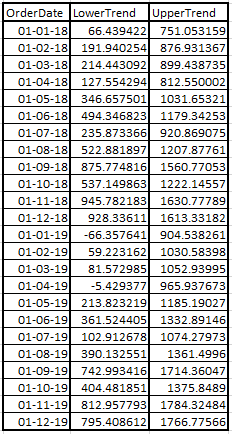 OrderDate LowerTrend UpperTrend
01-01-18 66.439422 751.053159
01-02-18 191.940254 876.931367
01-03-18 214.443092 899.438735
01-04-18 127.554294 812.550002
01-05-18 346.657501 1031.65321
01-06-18 494.346823 1179.34253
01-07-18 235.873366 920.869075
01-08-18 522.881897 1207.87761
01-09-18 875.774816 1560.77053
01-10-18 537.149863 1222.14557
01-11-18 945.782183 1630.77789
01-12-18 928.33611 1613.33182
01-01-19 -66.357641 904.538261
01-02-19 59.223162 1030.58398
01-03-19 81.572985 1052.93995
01-04-19 -5.429377 965.937673
01-05-19 213.823219 1185.19027
01-06-19 361.524405 1332.89146
01-07-19 102.912678 1074.27973
01-08-19 390.132551 1361.4996
01-09-19 742.993416 1714.36047
01-10-19 404.481851 1375.8489
01-11-19 812.957793 1784.32484
01-12-19 795.408612 1766.77566